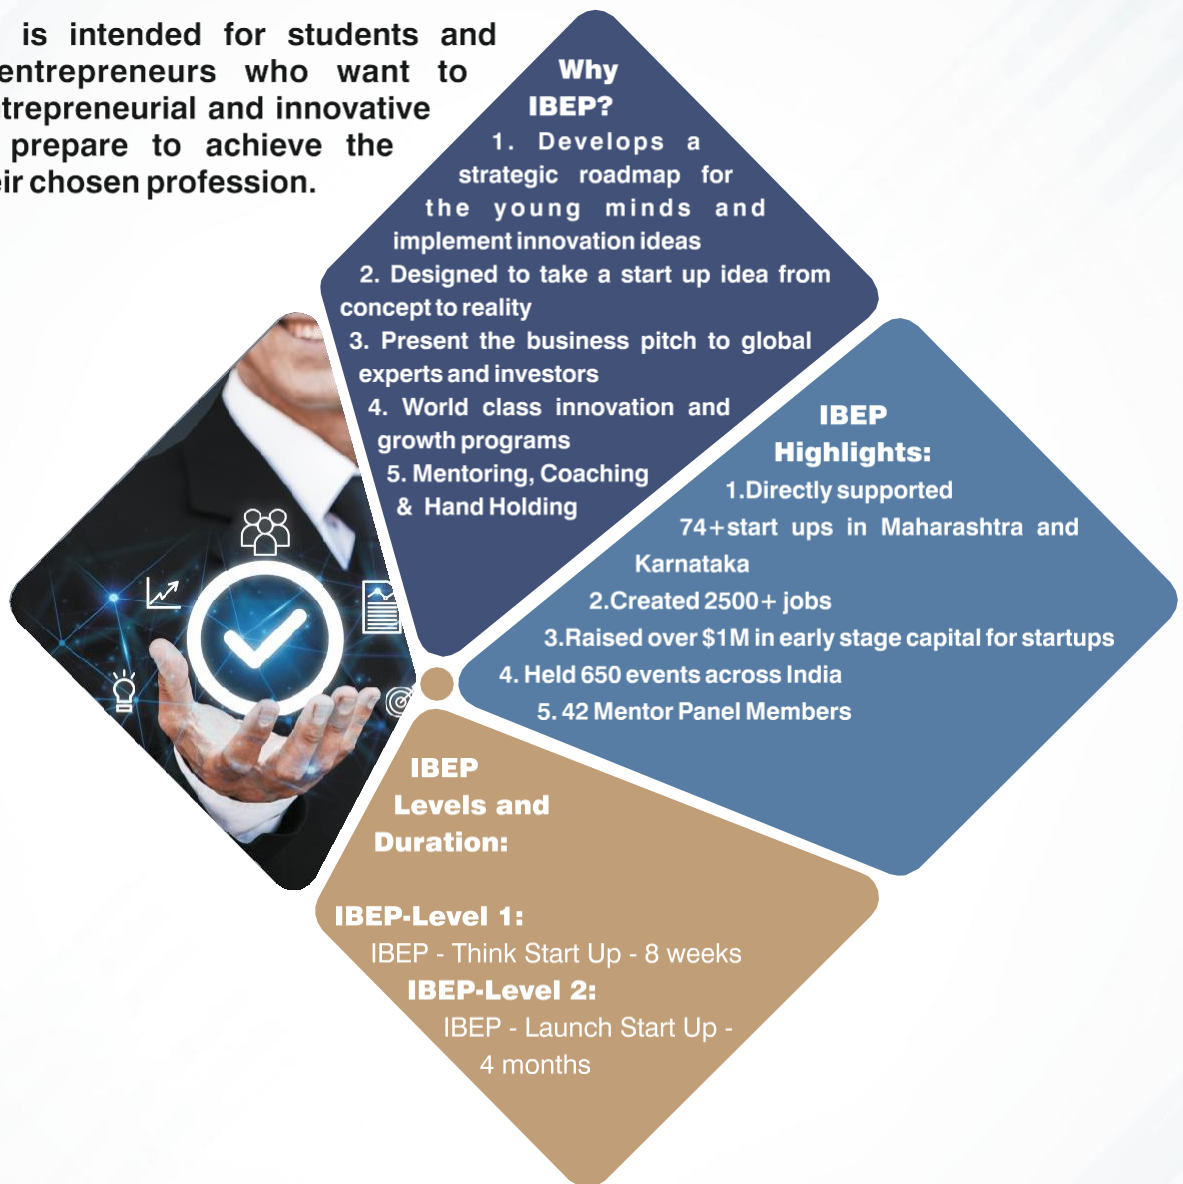 is intended for students and
entrepreneurs who want to
trepreneurial and innovative
prepare to achieve the
eir chosen profession.
Why
IBEP?
1. Develops a
strategic roadmap for
the young minds and
implement innovation ideas
2. Designed to take a start up idea from
concept to reality
3. Present the business pitch to global
experts and investors
4. World class innovation and
growth programs
5. Mentoring, Coaching
& Hand Holding
IBEP
Highlights:
1.Directly supported
74+start ups in Maharashtra and
Karnataka
2.Created 2500+ jobs
3.Raised over $1M in early stage capital for startups
4. Held 650 events across India
5. 42 Mentor Panel Members
IBEP
Levels and
Duration:
IBEP-Level 1:
IBEP - Think Start Up - 8 weeks
IBEP-Level 2:
IBEP - Launch Start Up -
4 months